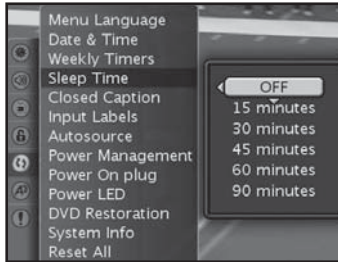 Menu Language
Date & Time
Weekly Timers
Sleep Time
Closed Caption
Input Labels
Autosource
Power Management
Power On plug
Power LED
DVD Restoration
System Info
Reset All
OFF
15 minutes
30 minutes
45 minutes
60 minutes
90 minutes